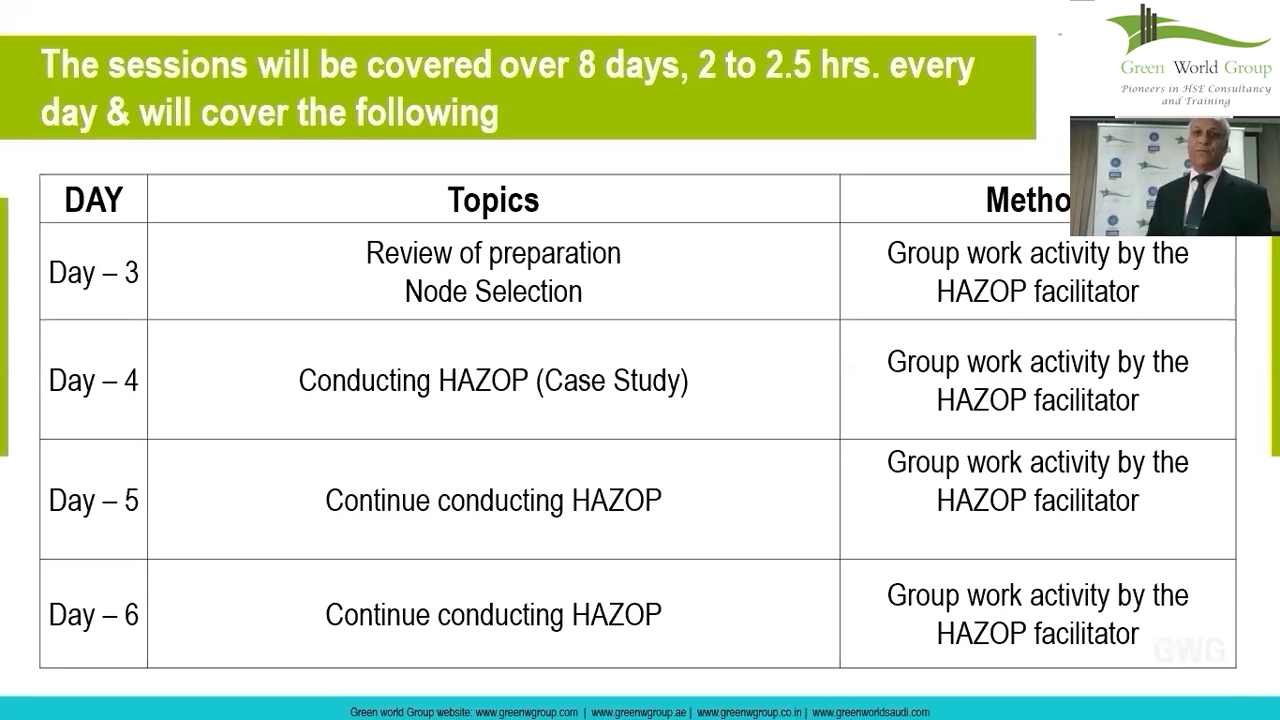 The sessions will be covered over 8 days, 2 to 2.5 hrs. every
day & will cover the following
Green World Group
Pioneers in HSE Consultancy
and Training
DAY
Topics
Day – 3
Review of preparation
Node Selection
Group work activity by the
HAZOP facilitator
Day – 4
Conducting HAZOP (Case Study)
Group work activity by the
HAZOP facilitator
Day – 5
Continue conducting HAZOP
Group work activity by the
HAZOP facilitator
Day – 6
Continue conducting HAZOP
Group work activity by the
HAZOP facilitator
GWG
Green world Group website: www.greenwgroup.com | www.greenwgroup.ae | www.greenwgroup.co.in | www.greenworldsaudi.com